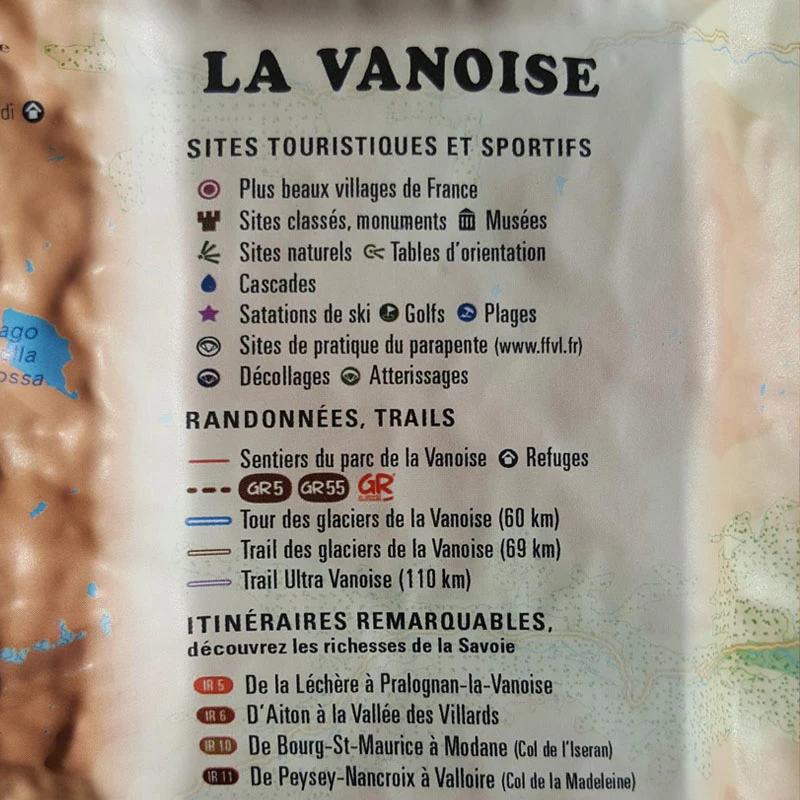 LA VANOISE
SITES TOURISTIQUES ET SPORTIFS
Plus beaux villages de France
Sites classés, monuments Musées
Sites naturels Tables d'orientation
Cascades
Satations de ski Golfs Plages
Sites de pratique du parapente (www.ffvl.fr)
Décollages Atterissages
RANDONNÉES, TRAILS
Sentiers du parc de la Vanoise Refuges
GR5 GR55 GR
Tour des glaciers de la Vanoise (60 km)
Trail des glaciers de la Vanoise (69 km)
Trail Ultra Vanoise (110 km)
ITINÉRAIRES REMARQUABLES,
découvrez les richesses de la Savoie
IR 5 De la Léchère à Pralognan-la-Vanoise
IR 6 D'Aiton à la Vallée des Villards
IR 10 De Bourg-St-Maurice à Modane (Col de l'Iseran)
IR 11 De Peysey-Nancroix à Valloire (Col de la Madeleine)
di
ago
lla
ossa